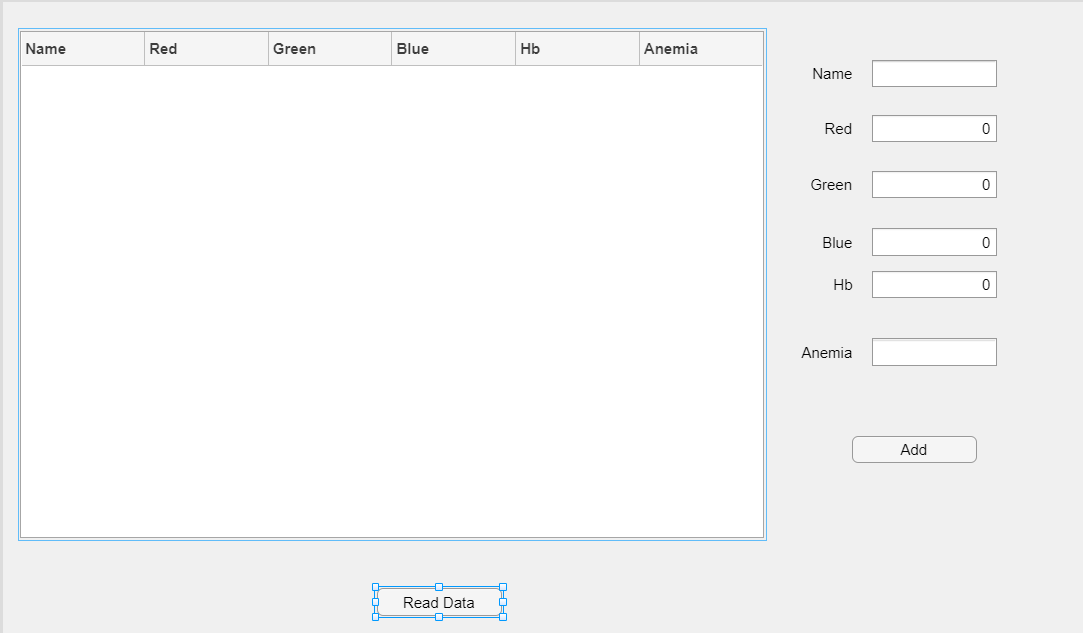 Name Red Green Blue Hb Anemia
Name
Red 0
Green 0
Blue 0
Hb 0
Anemia
Add
Read Data